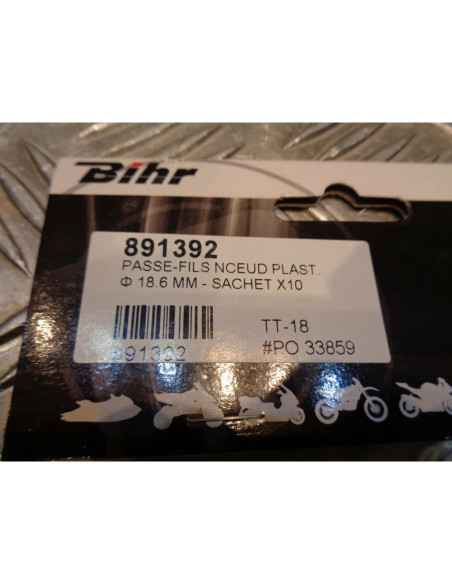 Bihr
891392
PASSE-FILS NCEUD PLAST.
Φ 18.6 MM - SACHET X10
TT-18
891392
#PO 33859